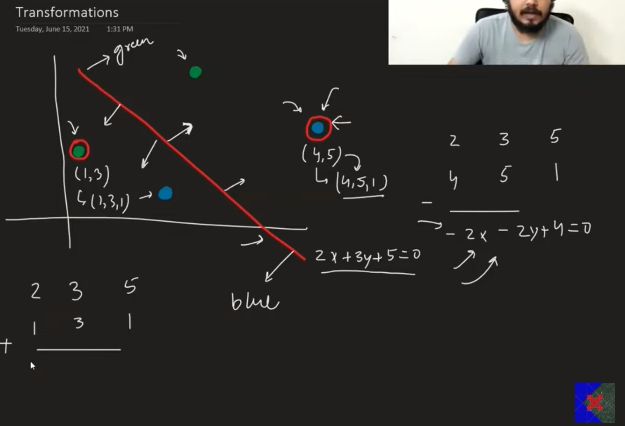 Transformations
Tuesday, June 15, 2021 1:31 PM
green
(1,3)
(1,3,1)
(4,5)
(4,5,1)
2 3 5
4 5 1
-
- 2x - 2y + 4 = 0
2x + 3y + 5 = 0
blue
2 3 5
1 3 1
+